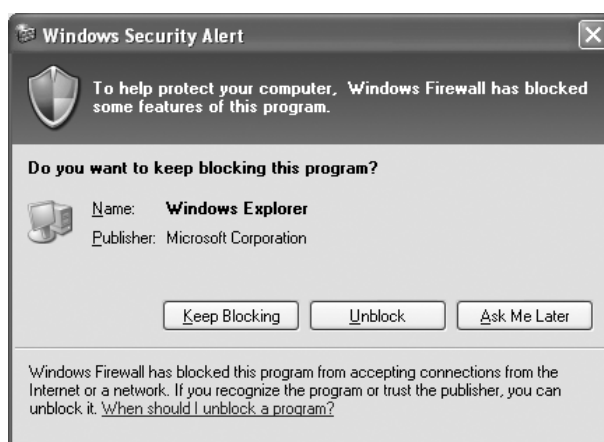 Windows Security Alert
To help protect your computer, Windows Firewall has blocked
some features of this program.
Do you want to keep blocking this program?
Name: Windows Explorer
Publisher: Microsoft Corporation
Keep Blocking Unblock Ask Me Later
Windows Firewall has blocked this program from accepting connections from the
Internet or a network. If you recognize the program or trust the publisher, you can
unblock it. When should I unblock a program?